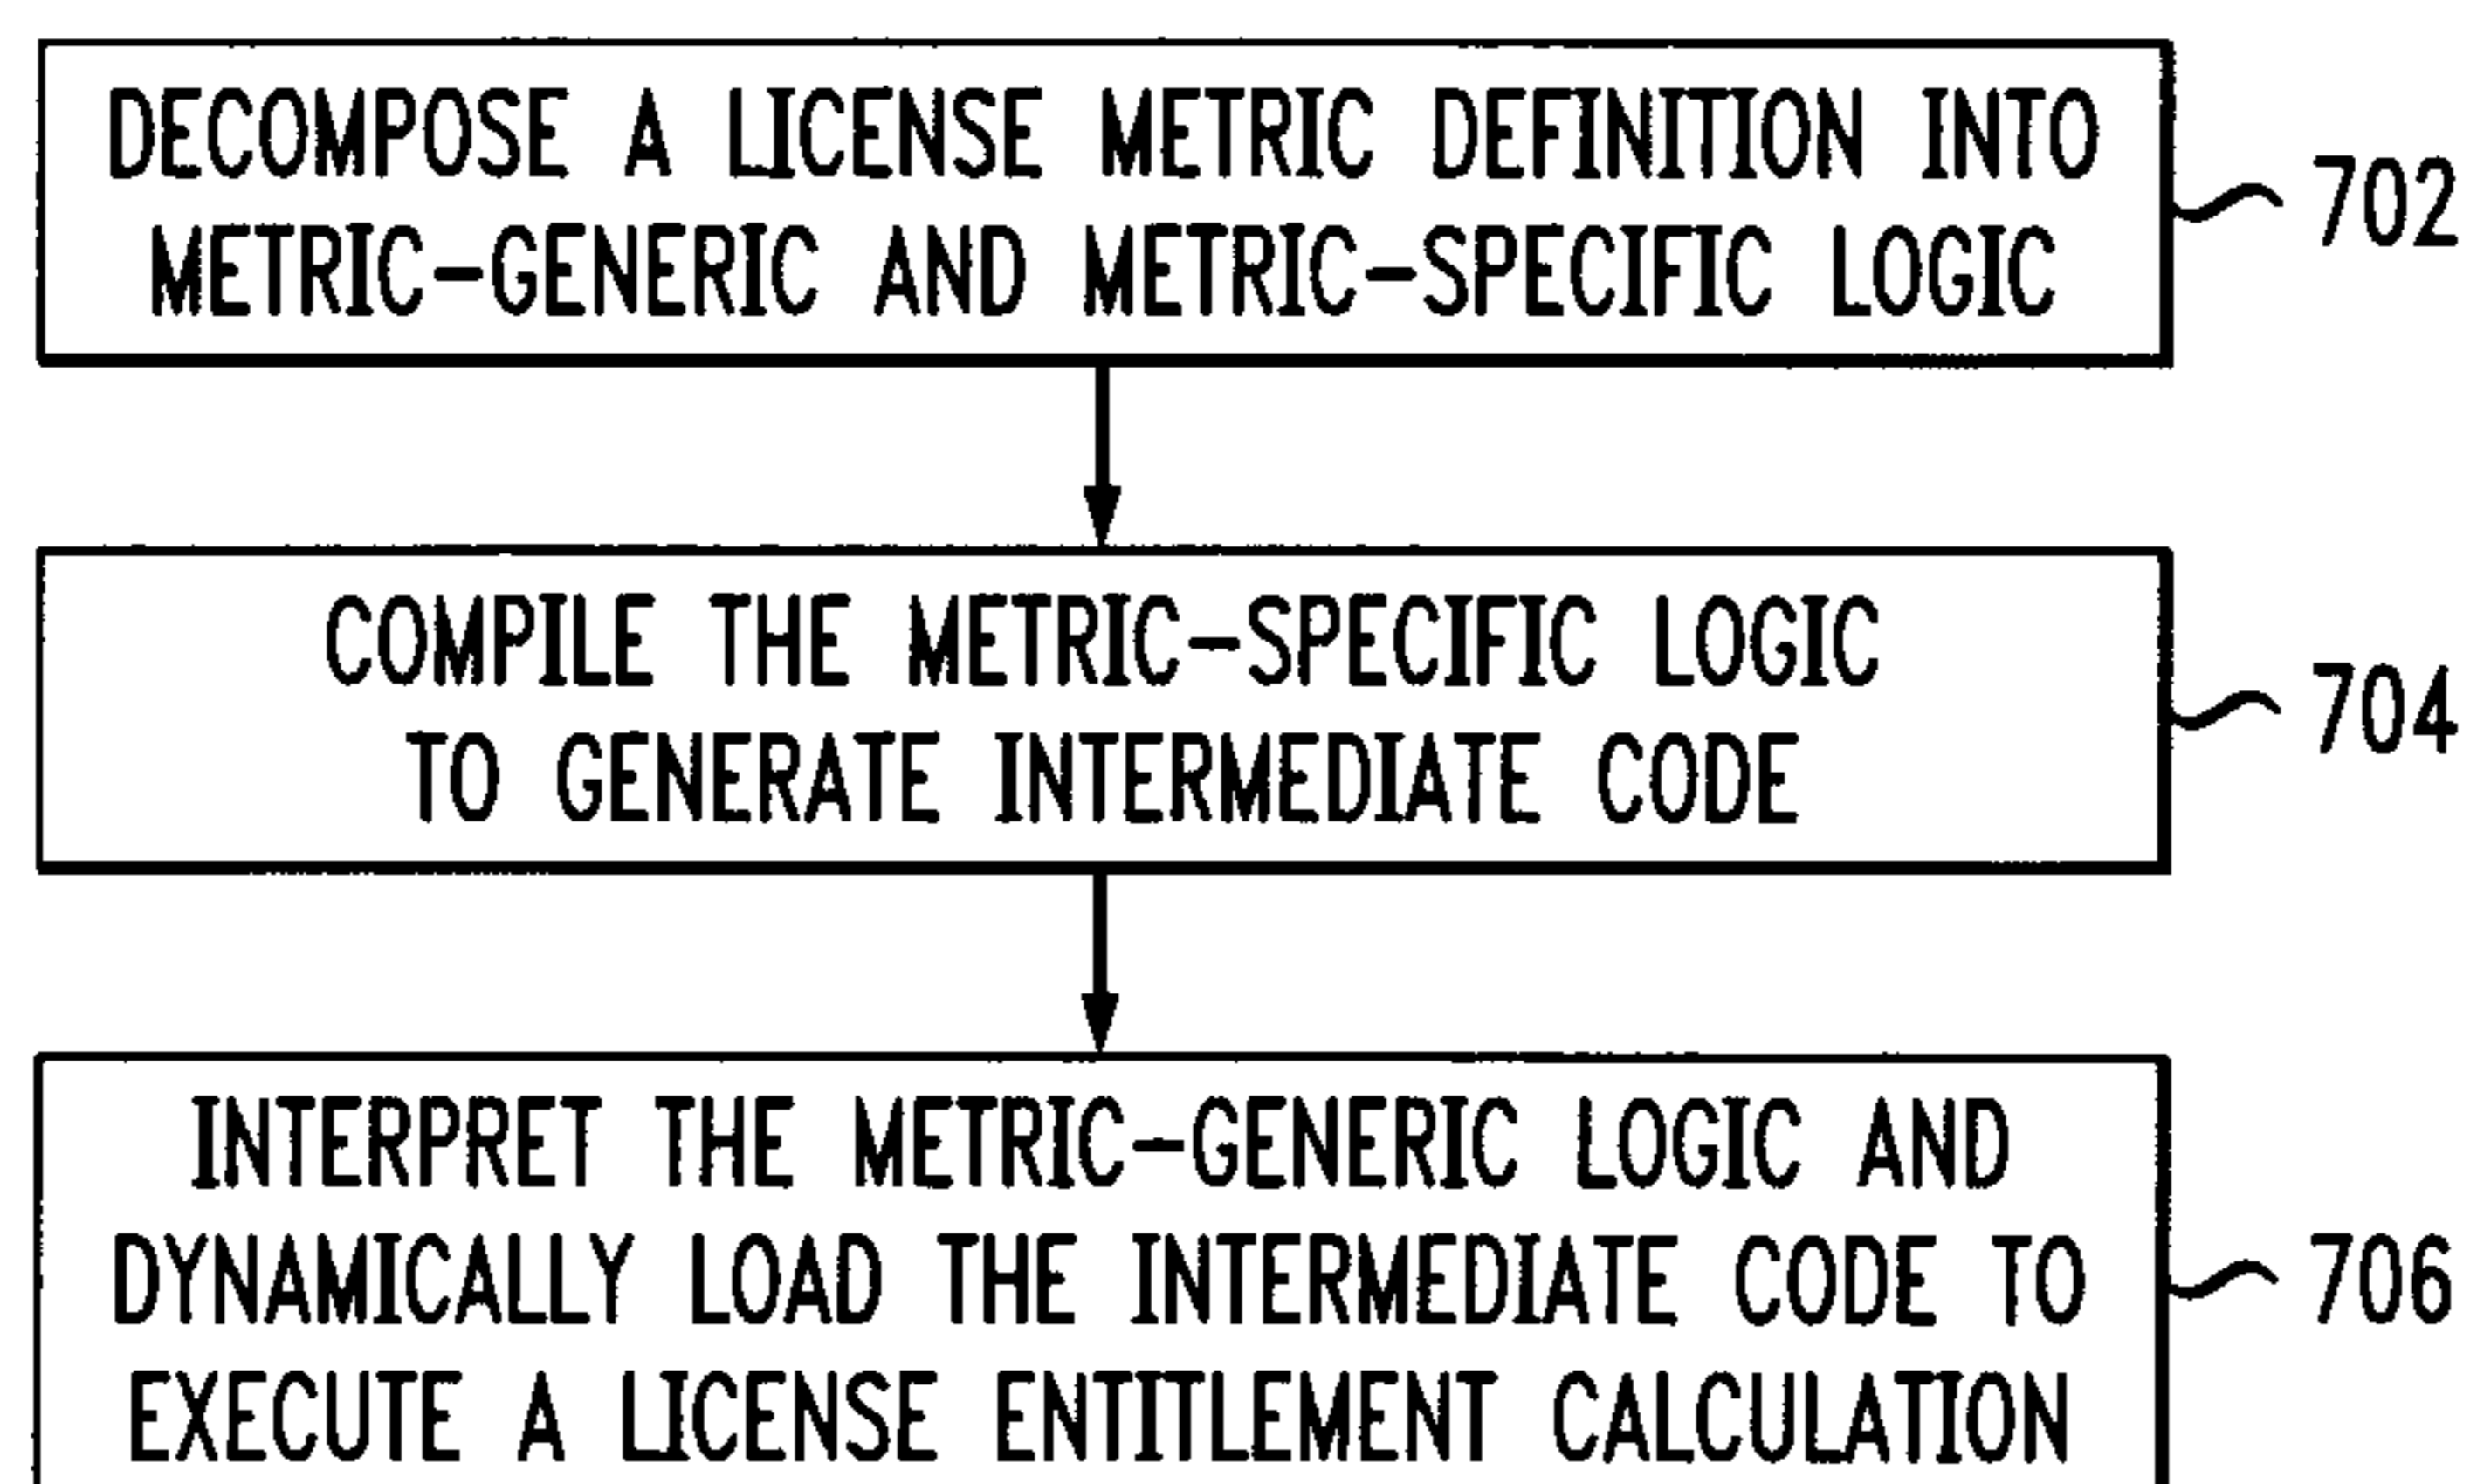 DECOMPOSE A LICENSE METRIC DEFINITION INTO
METRIC-GENERIC AND METRIC-SPECIFIC LOGIC
702
COMPILE THE METRIC-SPECIFIC LOGIC
TO GENERATE INTERMEDIATE CODE
704
INTERPRET THE METRIC-GENERIC LOGIC AND
DYNAMICALLY LOAD THE INTERMEDIATE CODE TO
EXECUTE A LICENSE ENTITLEMENT CALCULATION
706